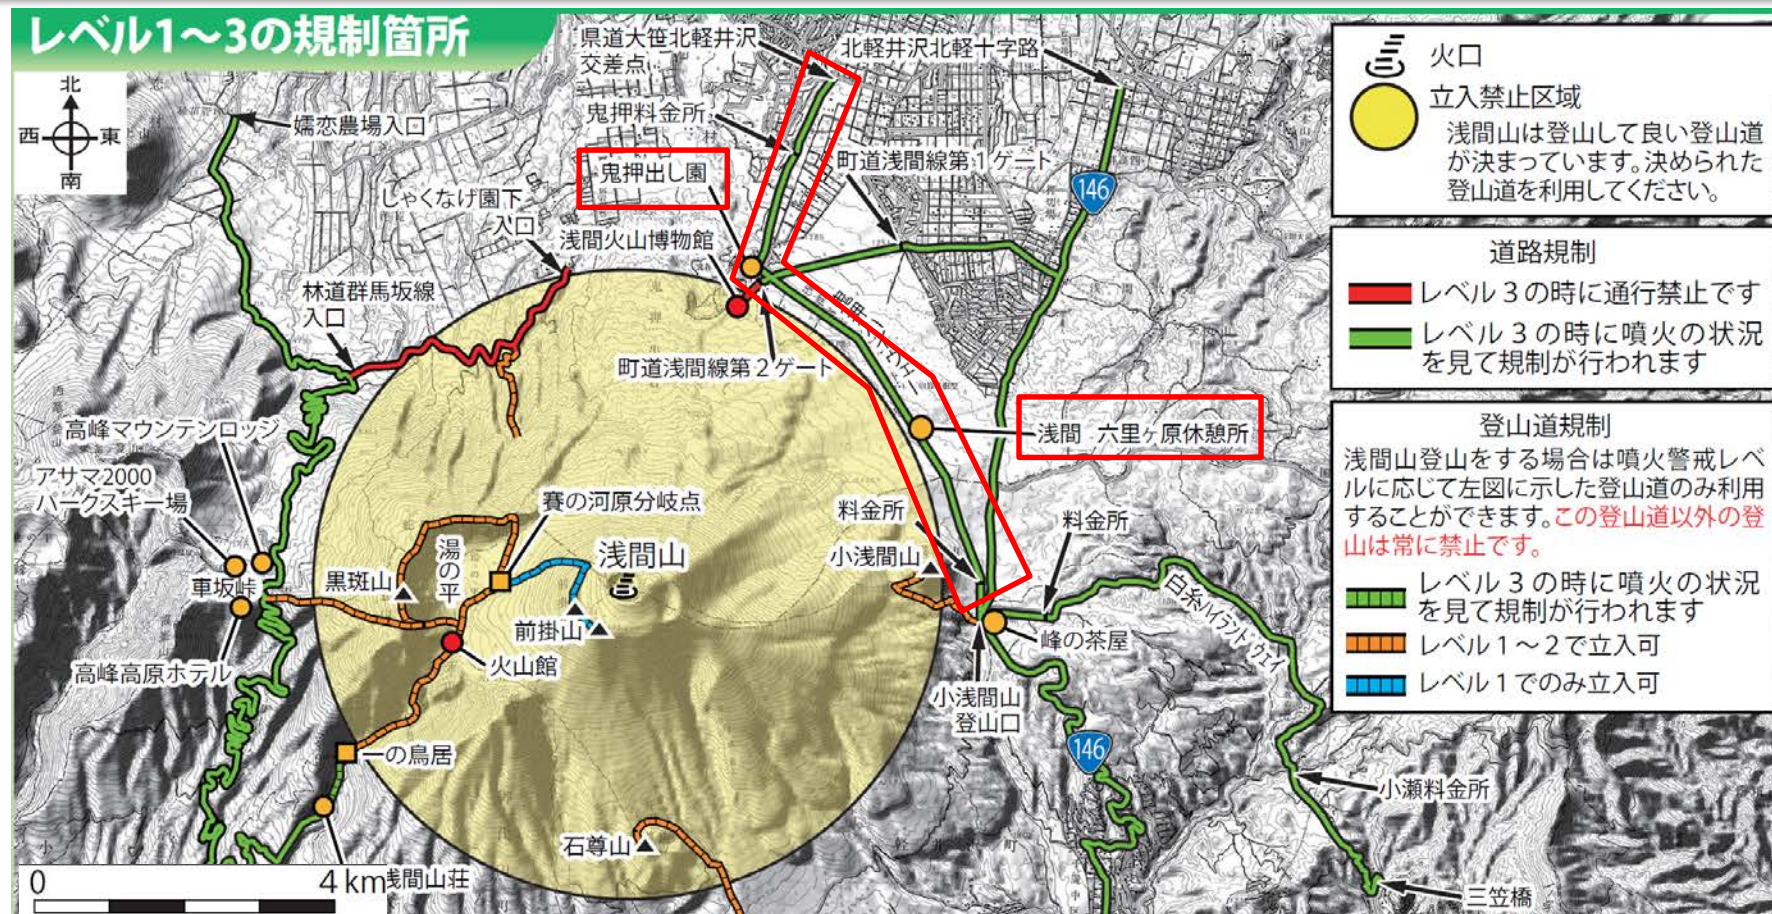 レベル1〜3の規制箇所
北
西
東
南
県道大笹北軽井沢
交差点
北軽井沢北軽十字路
嬬恋農場入口
鬼押料金所
鬼押出し園
町道浅間線第1ゲート
しゃくなげ園下
入口
浅間火山博物館
146
林道群馬坂線
入口
町道浅間線第2ゲート
高峰マウンテンロッジ
浅間 六里ヶ原休憩所
アサマ2000
パークスキー場
賽の河原分岐点
料金所
料金所
湯の平
浅間山
小浅間山
黒斑山
車坂峠
白糸ハイランドウェイ
前掛山
峰の茶屋
火山館
高峰高原ホテル
小浅間山
登山口
一の鳥居
146
小瀬料金所
石尊山
浅間山荘
三笠橋
0
4 km
火口
立入禁止区域
浅間山は登山して良い登山道
が決まっています。決められた
登山道を利用してください。
道路規制
レベル3の時に通行禁止です
レベル3の時に噴火の状況
を見て規制が行われます
登山道規制
浅間山登山をする場合は噴火警戒レベ
ルに応じて左図に示した登山道のみ利用
することができます。この登山道以外の登
山は常に禁止です。
レベル3の時に噴火の状況
を見て規制が行われます
レベル1〜2で立入可
レベル1でのみ立入可